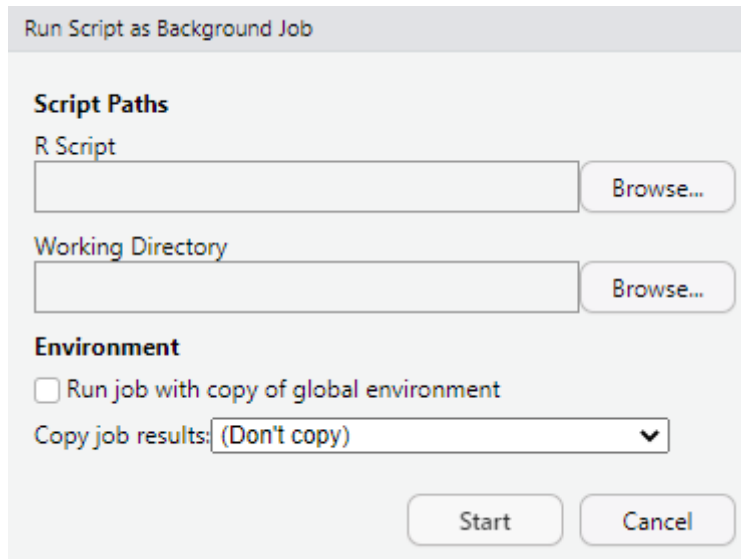 Run Script as Background Job
Script Paths
R Script
Browse...
Working Directory
Browse...
Environment
Run job with copy of global environment
Copy job results: (Don't copy)
Start Cancel